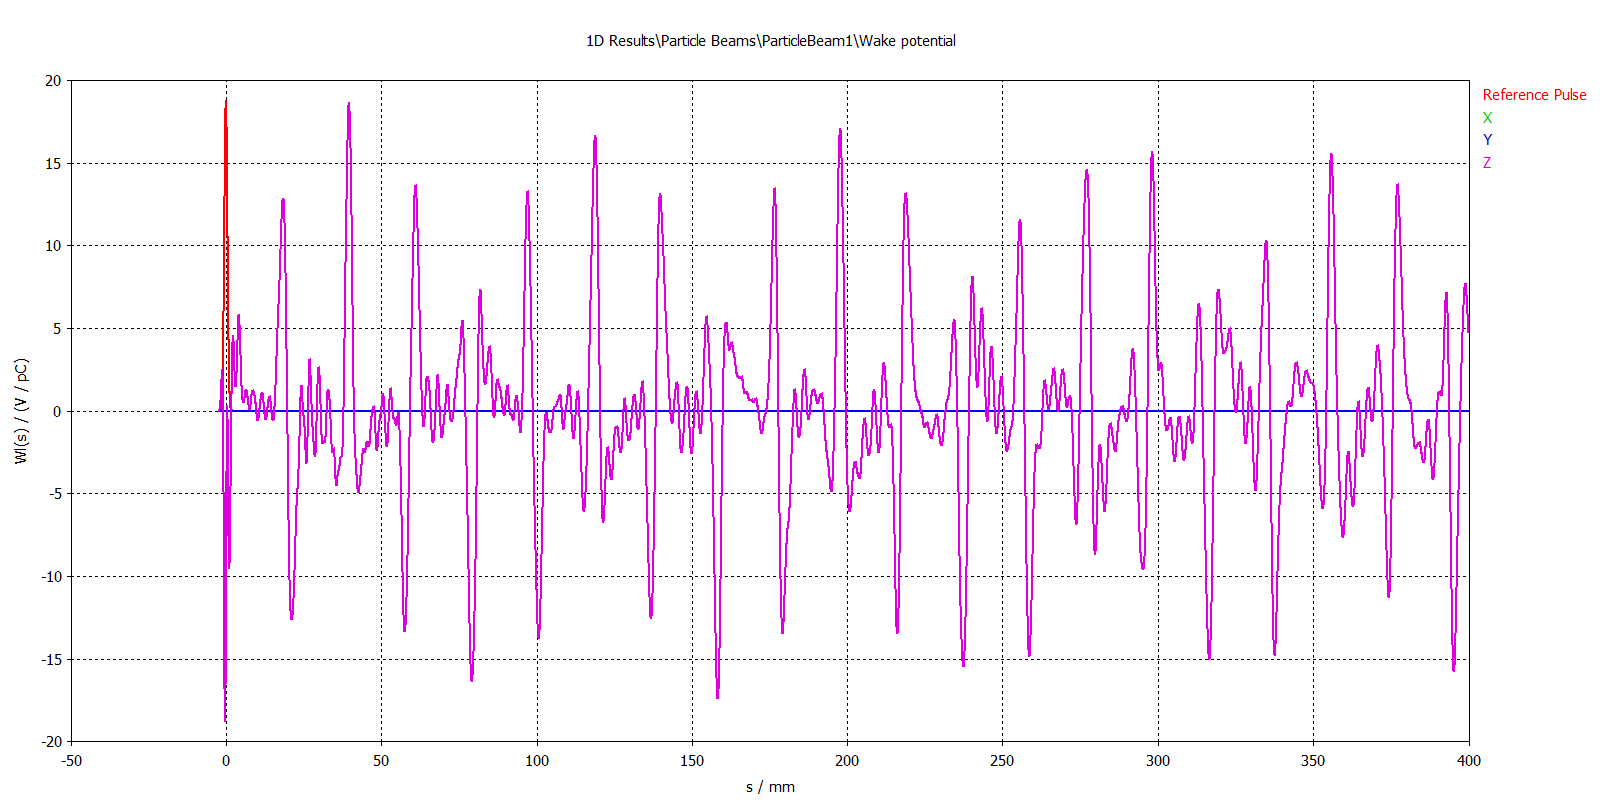 1D Results\Particle Beams\ParticleBeam1\Wake potential
Reference Pulse
X
Y
Z
Wl(s) / (V / pC)
20
15
10
5
0
-5
-10
-15
-20
-50 0 50 100 150 200 250 300 350 400
s / mm